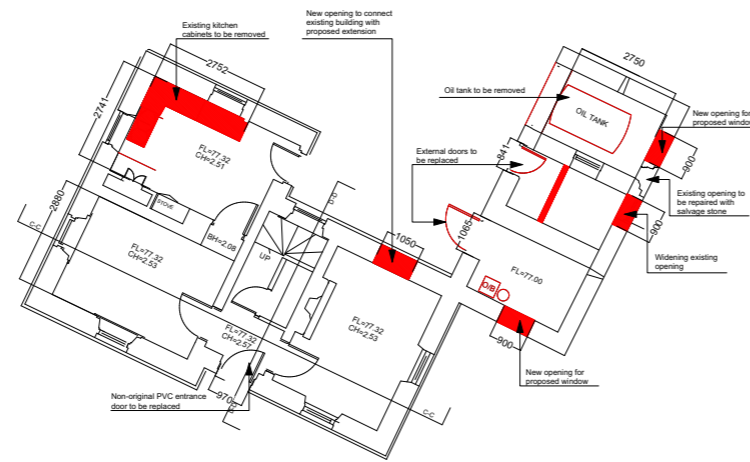 Existing kitchen
cabinets to be removed
New opening to connect
existing building with
proposed extension
2752
2741
2750
Oil tank to be removed
OIL TANK
New opening for
proposed window
900
External doors to
be replaced
841
FL=77.32
CH=2.51
Existing opening to
be repaired with
salvage stone
STOVE
2880
C-C
D-D
900
1065
1050
BH=2.08
UP
FL=77.32
CH=2.53
Widening existing
opening
FL=77.00
O/B
FL=77.32
CH=2.53
FL=77.32
CH=2.57
900
New opening for
proposed window
Non-original PVC entrance
door to be replaced
970
D-D
C-C